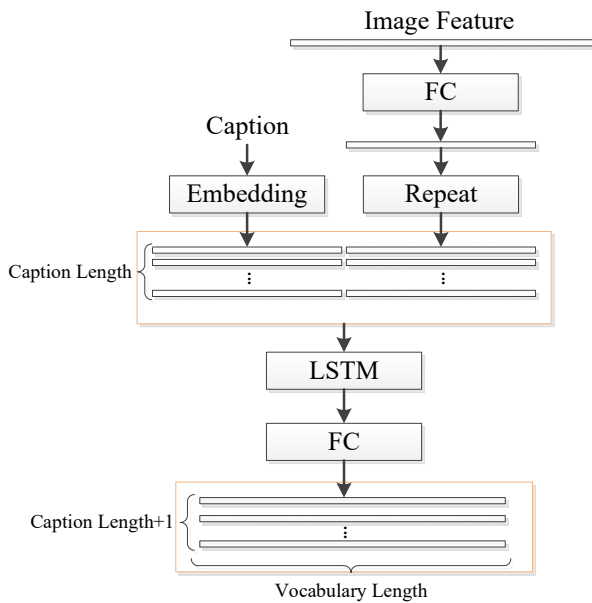 Image Feature
FC
Caption
Embedding
Repeat
Caption Length
LSTM
FC
Caption Length+1
Vocabulary Length